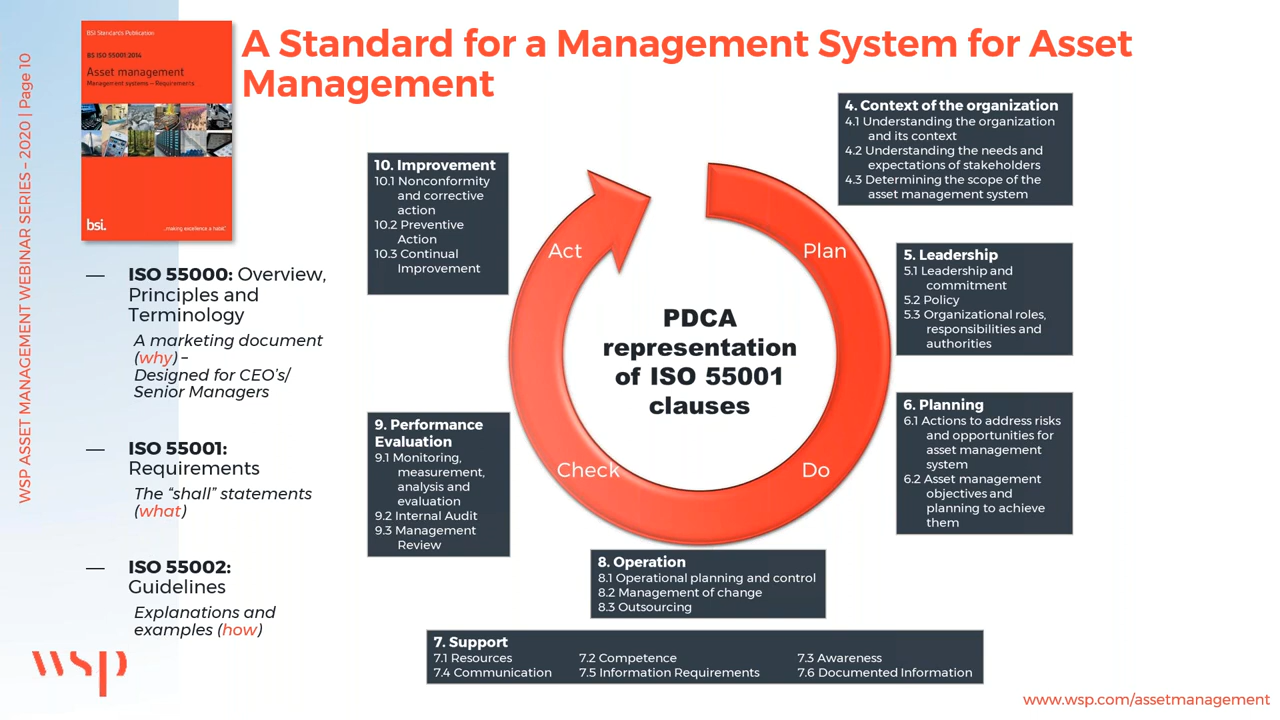 WSP ASSET MANAGEMENT WEBINAR SERIES – 2020 | Page 10
BSI Standards Publication
BS ISO 55001:2014
Asset management
Management systems — Requirements
bsi.
...making excellence a habit.™
A Standard for a Management System for Asset
Management
— ISO 55000: Overview,
Principles and
Terminology
A marketing document
(why) –
Designed for CEO's/
Senior Managers
— ISO 55001:
Requirements
The “shall” statements
(what)
— ISO 55002:
Guidelines
Explanations and
examples (how)
wsp
10. Improvement
10.1 Nonconformity
and corrective
action
10.2 Preventive
Action
10.3 Continual
Improvement
9. Performance
Evaluation
9.1 Monitoring,
measurement,
analysis and
evaluation
9.2 Internal Audit
9.3 Management
Review
Act
Plan
Check
Do
PDCA
representation
of ISO 55001
clauses
4. Context of the organization
4.1 Understanding the organization
and its context
4.2 Understanding the needs and
expectations of stakeholders
4.3 Determining the scope of the
asset management system
5. Leadership
5.1 Leadership and
commitment
5.2 Policy
5.3 Organizational roles,
responsibilities and
authorities
6. Planning
6.1 Actions to address risks
and opportunities for
asset management
system
6.2 Asset management
objectives and
planning to achieve
them
8. Operation
8.1 Operational planning and control
8.2 Management of change
8.3 Outsourcing
7. Support
7.1 Resources 7.2 Competence 7.3 Awareness
7.4 Communication 7.5 Information Requirements 7.6 Documented Information
www.wsp.com/assetmanagement